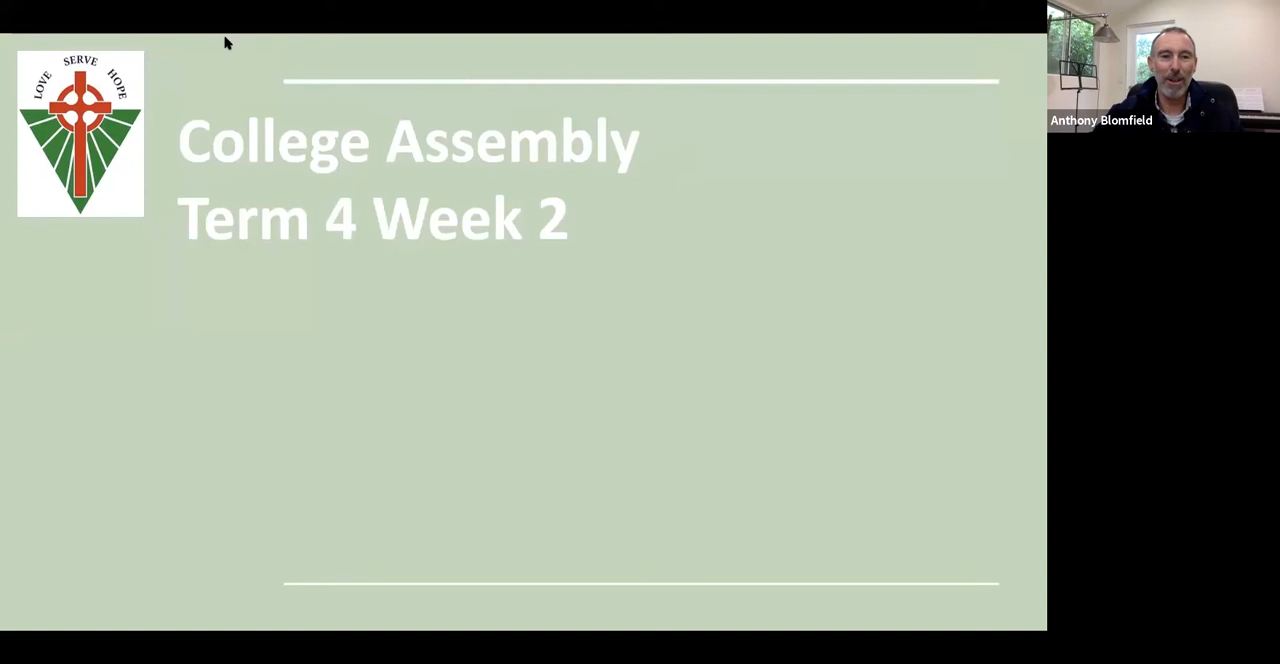 LOVE SERVE HOPE
College Assembly
Term 4 Week 2
Anthony Blomfield